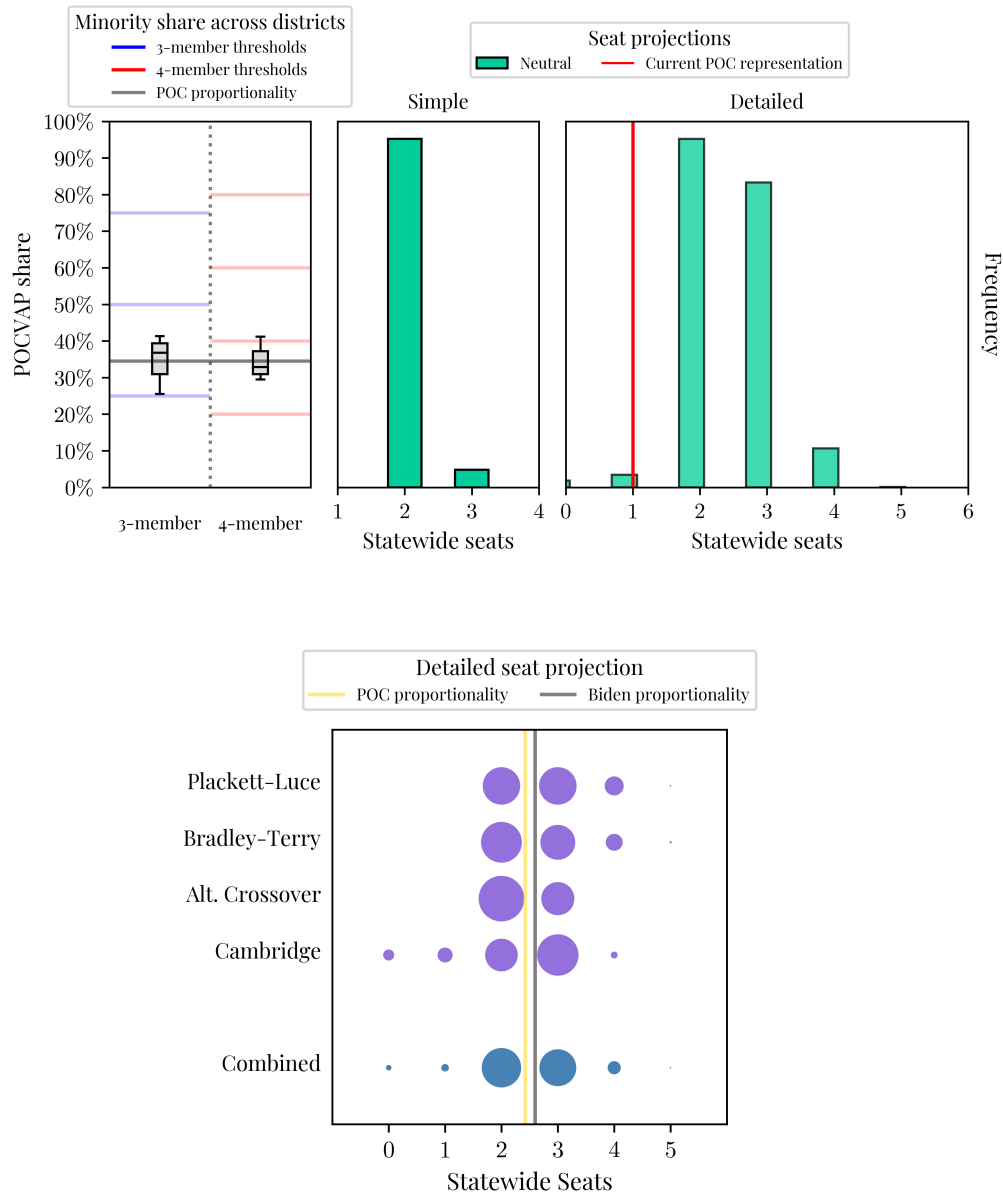 Minority share across districts
3-member thresholds
4-member thresholds
POC proportionality
Seat projections
Neutral
Current POC representation
Simple
Detailed
100%
90%
80%
70%
60%
50%
40%
30%
20%
10%
0%
POCVAP share
3-member
4-member
1
2
3
4
Statewide seats
0
1
2
3
4
5
6
Statewide seats
Frequency
Detailed seat projection
POC proportionality
Biden proportionality
Plackett-Luce
Bradley-Terry
Alt. Crossover
Cambridge
Combined
0
1
2
3
4
5
Statewide Seats